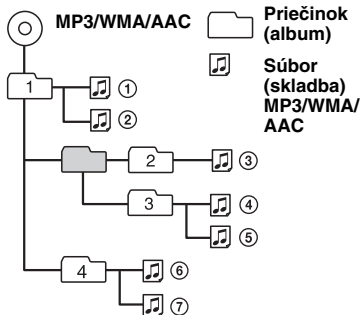 MP3/WMA/AAC
Priečinok
(album)
Súbor
(skladba)
MP3/WMA/
AAC
1
①
②
2
③
3
④
⑤
4
⑥
⑦